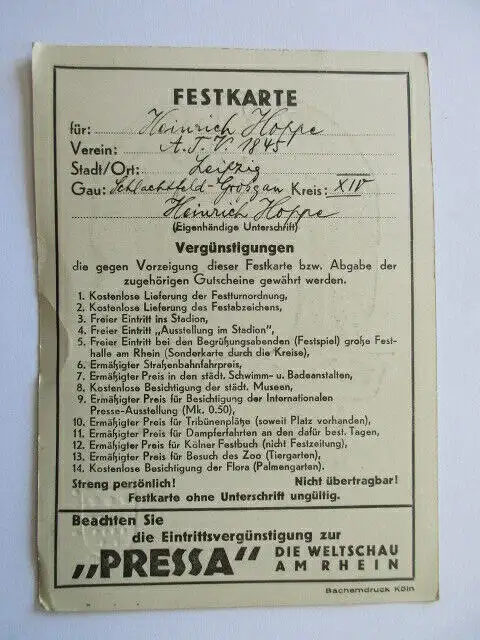 FESTKARTE
für: Heinrich Hoppe
Verein: A. T. V. 1845
Stadt/Ort: Leipzig
Gau: Schlachtfeld-Großgau Kreis: XIV
Heinrich Hoppe
(Eigenhändige Unterschrift)
Vergünstigungen
die gegen Vorzeigung dieser Festkarte bzw. Abgabe der
zugehörigen Gutscheine gewährt werden.
1. Kostenlose Lieferung der Festturnordnung,
2. Kostenlose Lieferung des Festabzeichens,
3. Freier Eintritt ins Stadion,
4. Freier Eintritt „Ausstellung im Stadion",
5. Freier Eintritt bei den Begrüßungsabenden (Festspiel) große Fest-
halle am Rhein (Sonderkarte durch die Kreise),
6. Ermäßigter Straßenbahnfahrpreis,
7. Ermäßigter Preis in den städt. Schwimm- u. Badeanstalten,
8. Kostenlose Besichtigung der städt. Museen,
9. Ermäßigter Preis für Besichtigung der Internationalen
Presse-Ausstellung (Mk. 0.50),
10. Ermäßigter Preis für Tribünenplätze (soweit Platz vorhanden),
11. Ermäßigter Preis für Dampferfahrten an den dafür best. Tagen,
12. Ermäßigter Preis für Kölner Festbuch (nicht Festzeitung),
13. Ermäßigter Preis für Besuch des Zoo (Tiergarten),
14. Kostenlose Besichtigung der Flora (Palmengarten).
Streng persönlich! Nicht übertragbar!
Festkarte ohne Unterschrift ungültig.
Beachten Sie
die Eintrittsvergünstigung zur
„PRESSA" DIE WELTSCHAU
AM RHEIN
Bachemdruck Köln